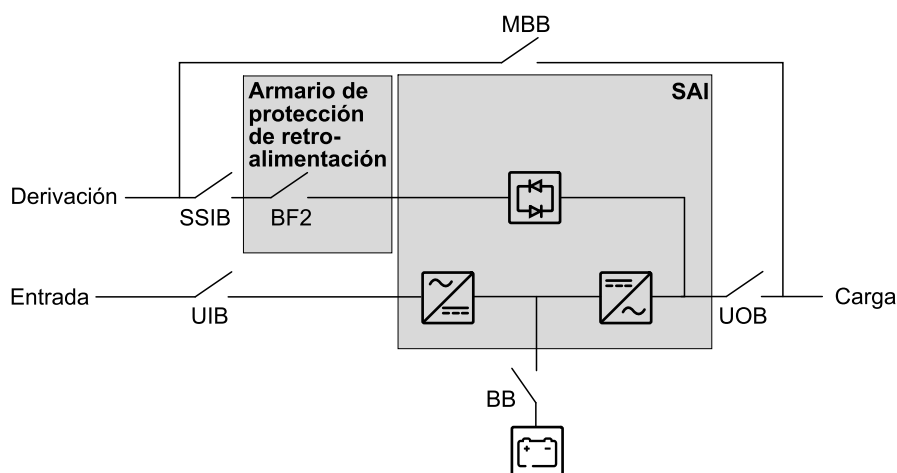 MBB
Armario de
protección
de retro-
alimentación
SAI
Derivación
SSIB
BF2
Entrada
UIB
UOB
Carga
BB